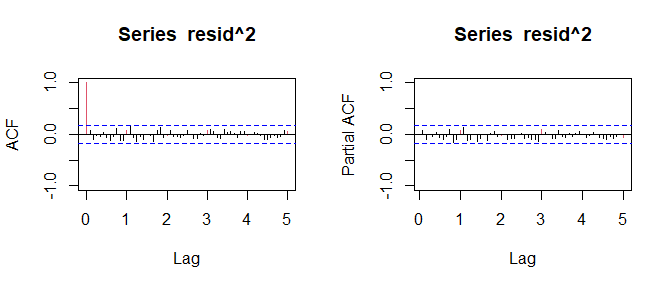 Series resid^2
ACF
1.0
0.0
-1.0
0 1 2 3 4 5
Lag
Series resid^2
Partial ACF
1.0
0.0
-1.0
0 1 2 3 4 5
Lag